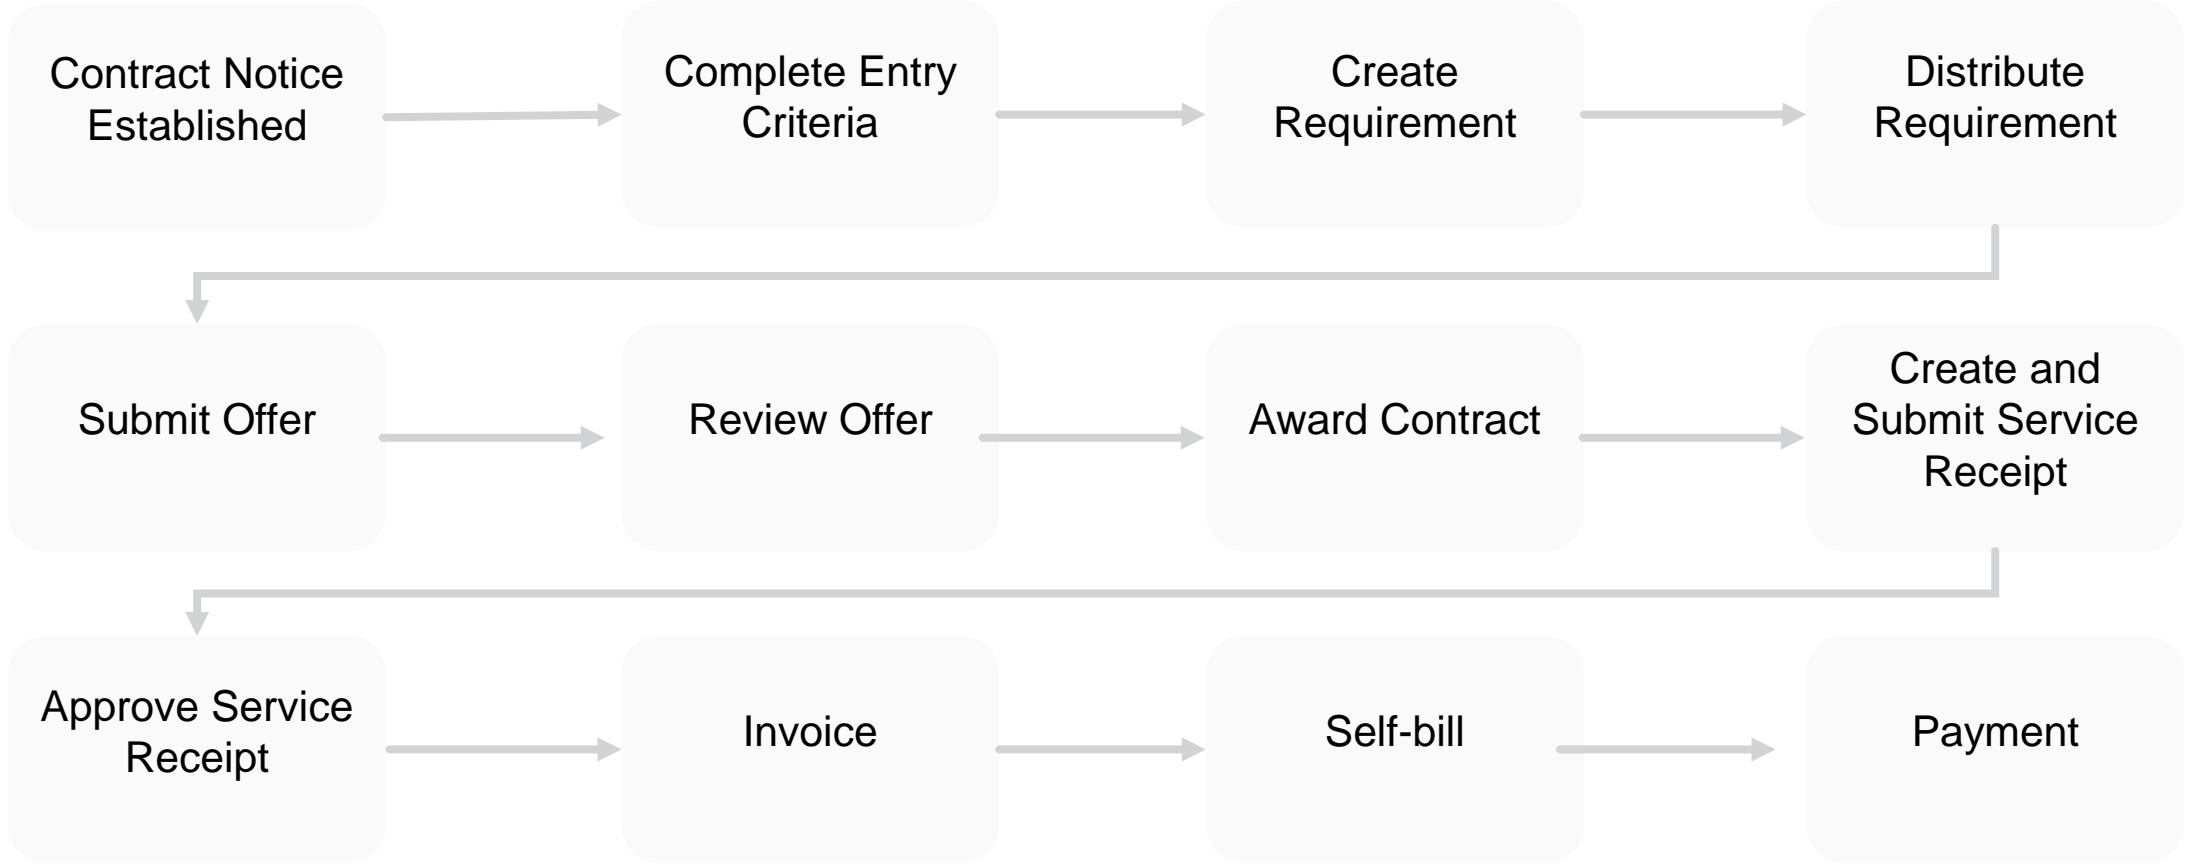 Contract Notice
Established
Complete Entry
Criteria
Create
Requirement
Distribute
Requirement
Submit Offer
Review Offer
Award Contract
Create and
Submit Service
Receipt
Approve Service
Receipt
Invoice
Self-bill
Payment